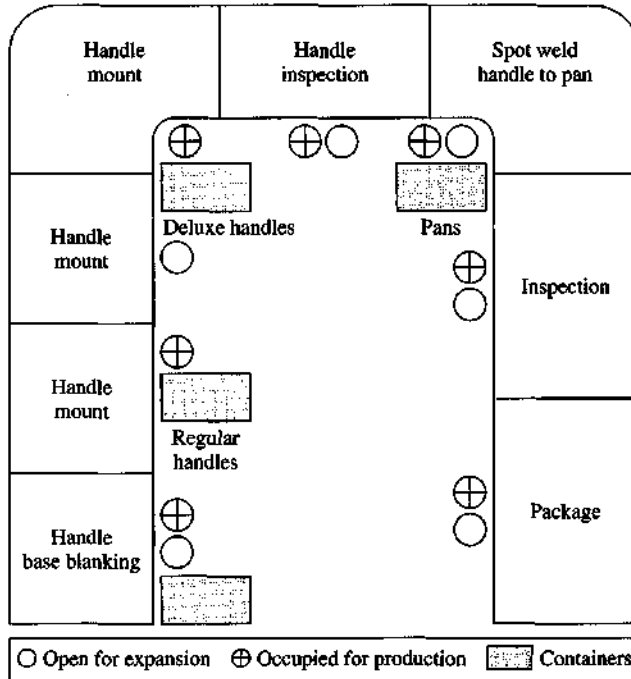 Handle
mount
Handle
inspection
Spot weld
handle to pan
Deluxe handles
Pans
Handle
mount
Inspection
Handle
mount
Regular
handles
Handle
base blanking
Package
Open for expansion
Occupied for production
Containers